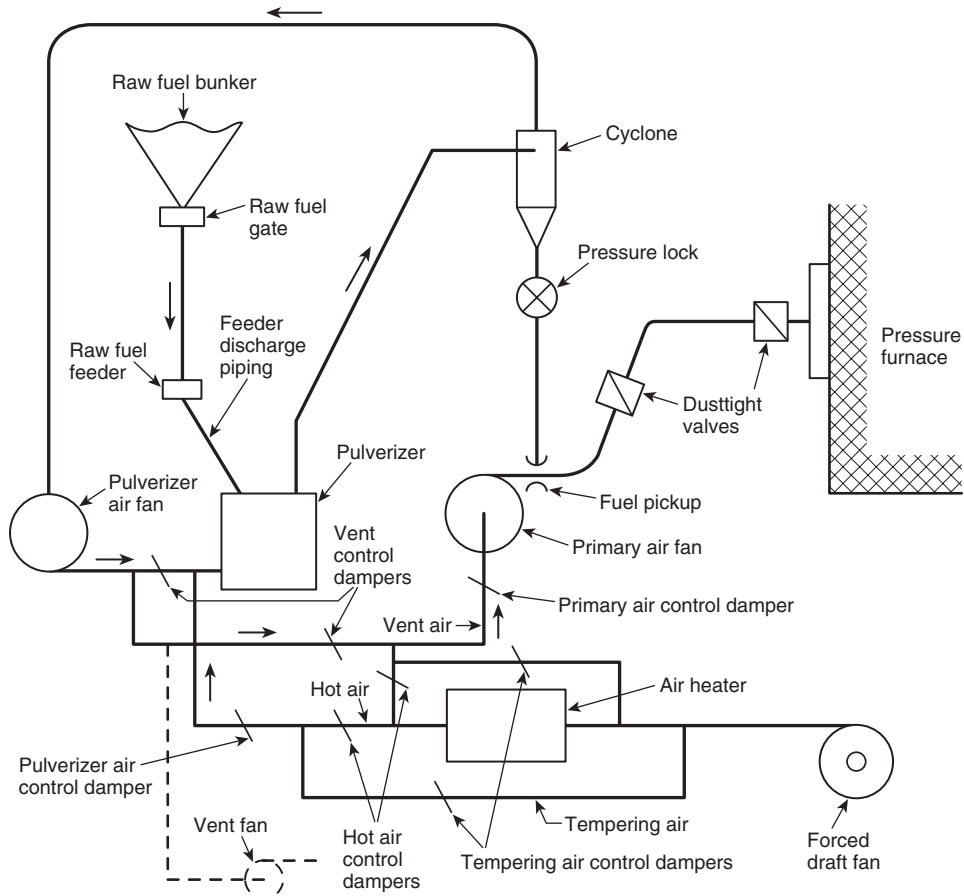 Raw fuel bunker
Cyclone
Raw fuel
gate
Pressure lock
Feeder
discharge
piping
Raw fuel
feeder
Pressure
furnace
Dusttight
valves
Pulverizer
Pulverizer
air fan
Fuel pickup
Vent
control
dampers
Primary air fan
Primary air control damper
Vent air
Hot air
Air heater
Pulverizer air
control damper
Vent fan
Hot air
control
dampers
Tempering air
Tempering air control dampers
Forced
draft fan